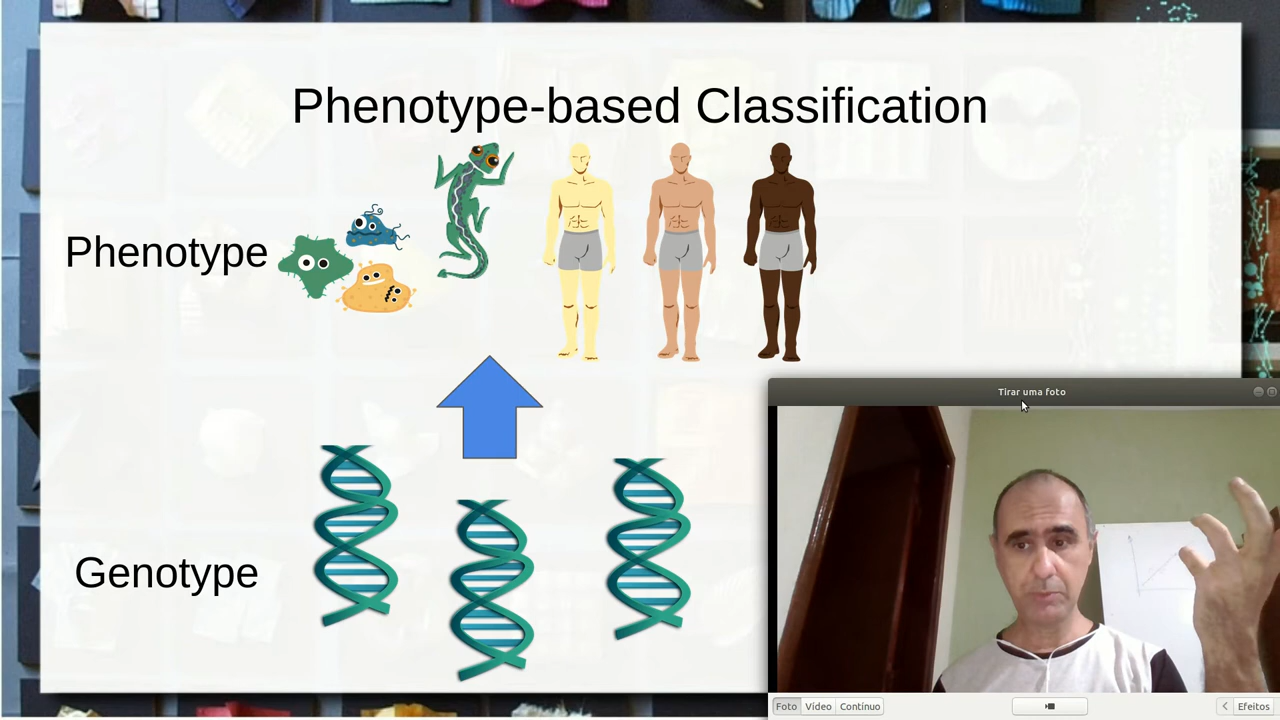 Phenotype-based Classification
Phenotype
Genotype
Tirar uma foto
Foto
Vídeo
Contínuo
Efeitos